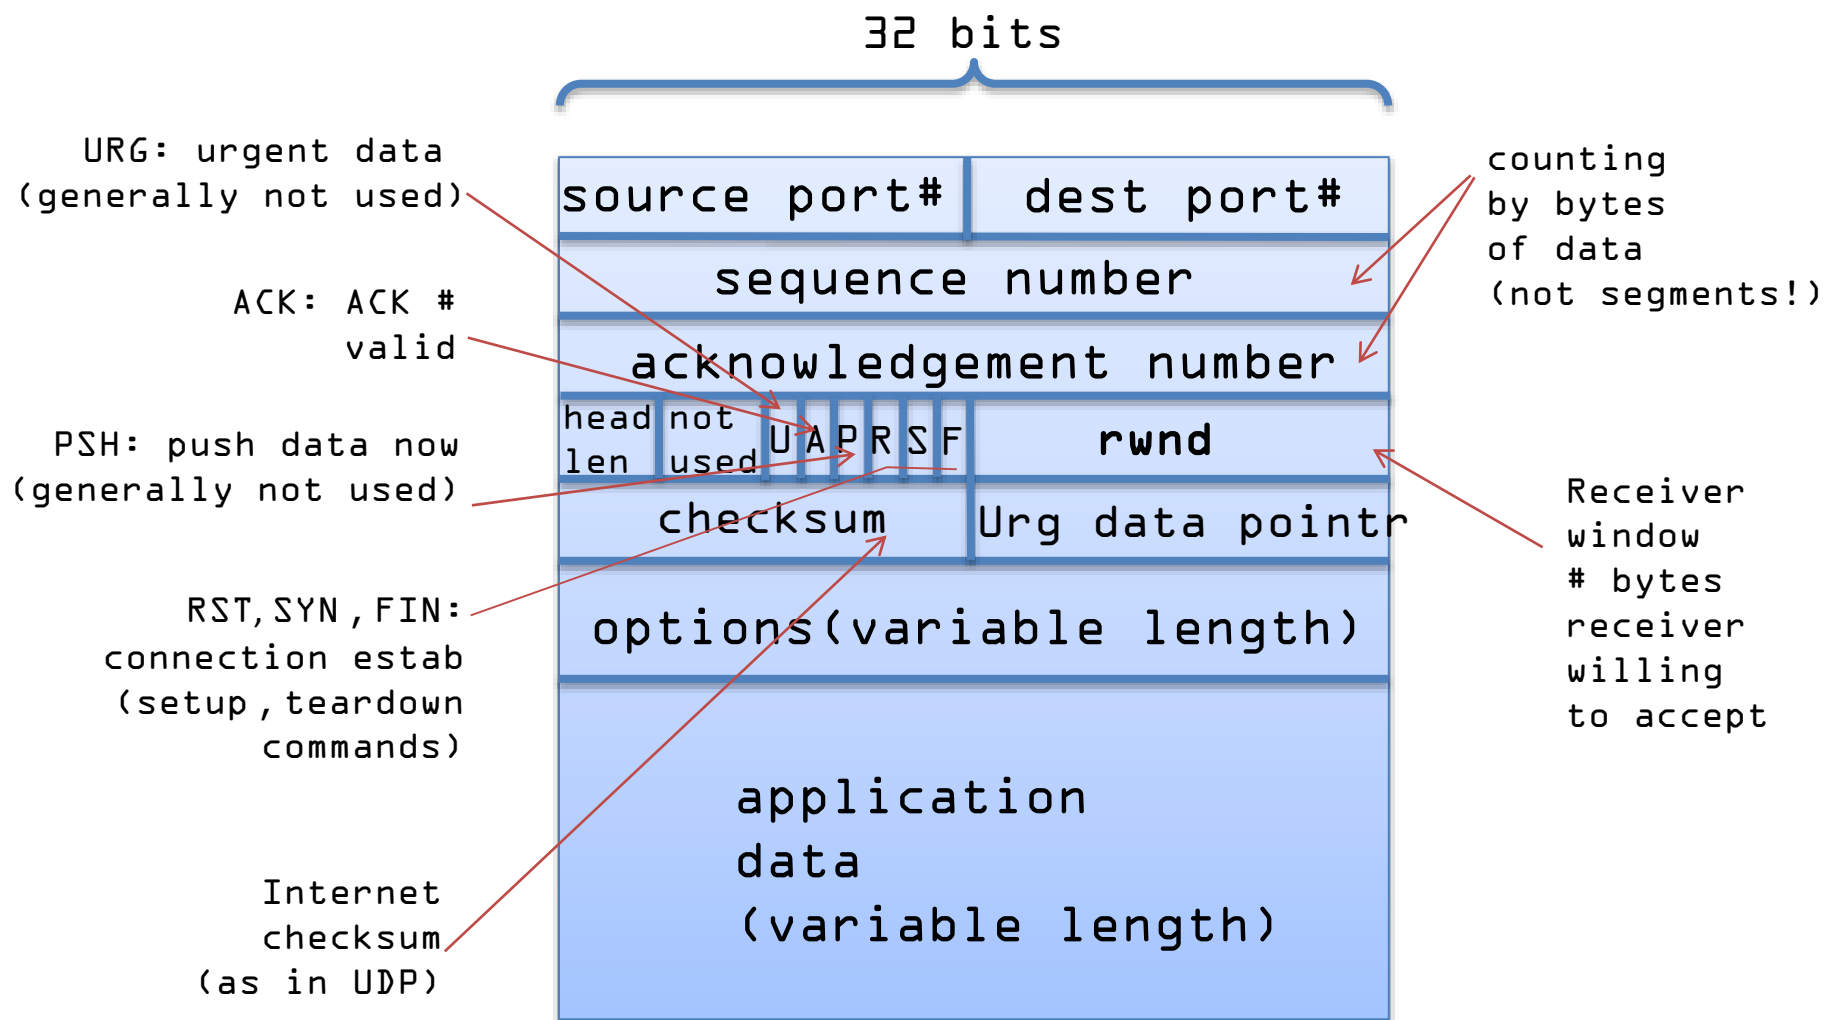 32 bits
URG: urgent data
(generally not used)
ACK: ACK #
valid
PSH: push data now
(generally not used)
RST, SYN, FIN:
connection estab
(setup, teardown
commands)
Internet
checksum
(as in UDP)
source port#
dest port#
sequence number
acknowledgement number
head
len
not
used
U
A
P
R
S
F
rwnd
checksum
Urg data pointr
options(variable length)
application
data
(variable length)
counting
by bytes
of data
(not segments!)
Receiver
window
# bytes
receiver
willing
to accept